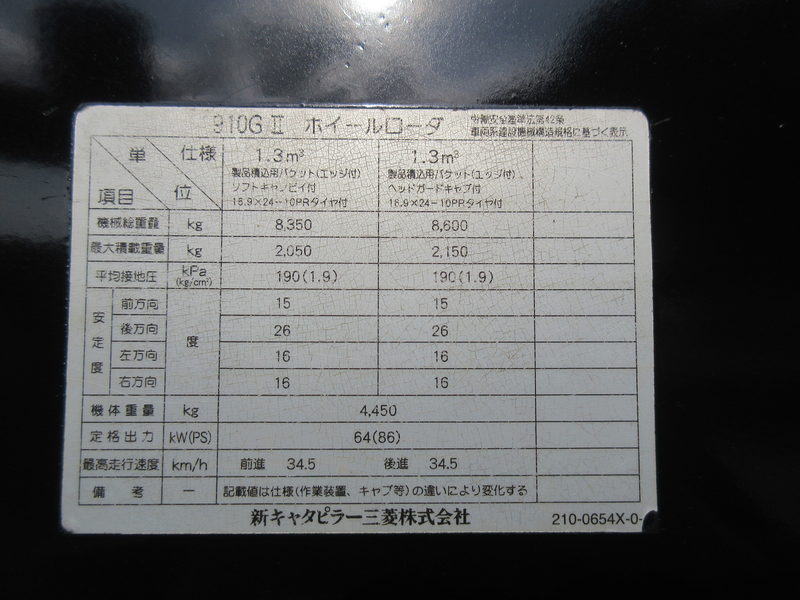 910G II ホイールローダ
労働安全衛生法第42条
車両系建設機械構造規格に基づく表示
単位
仕様
項目
1.3m³
製品積込用バケット(エッジ付)
ソフトキャノピイ付
16.9×24-10PRタイヤ付
1.3m³
製品積込用バケット(エッジ付)
ヘッドガードキャブ付
16.9×24-10PRタイヤ付
機械総重量 kg 8,350 8,600
最大積載重量 kg 2,050 2,150
平均接地圧 kPa (kg/cm²) 190(1.9) 190(1.9)
安定度 度
前方向 15 15
後方向 26 26
左方向 16 16
右方向 16 16
機体重量 kg 4,450
定格出力 kW(PS) 64(86)
最高走行速度 km/h 前進 34.5 後進 34.5
備考 ー 記載値は仕様(作業装置、キャブ等)の違いにより変化する
新キャタピラー三菱株式会社
210-0654X-0-